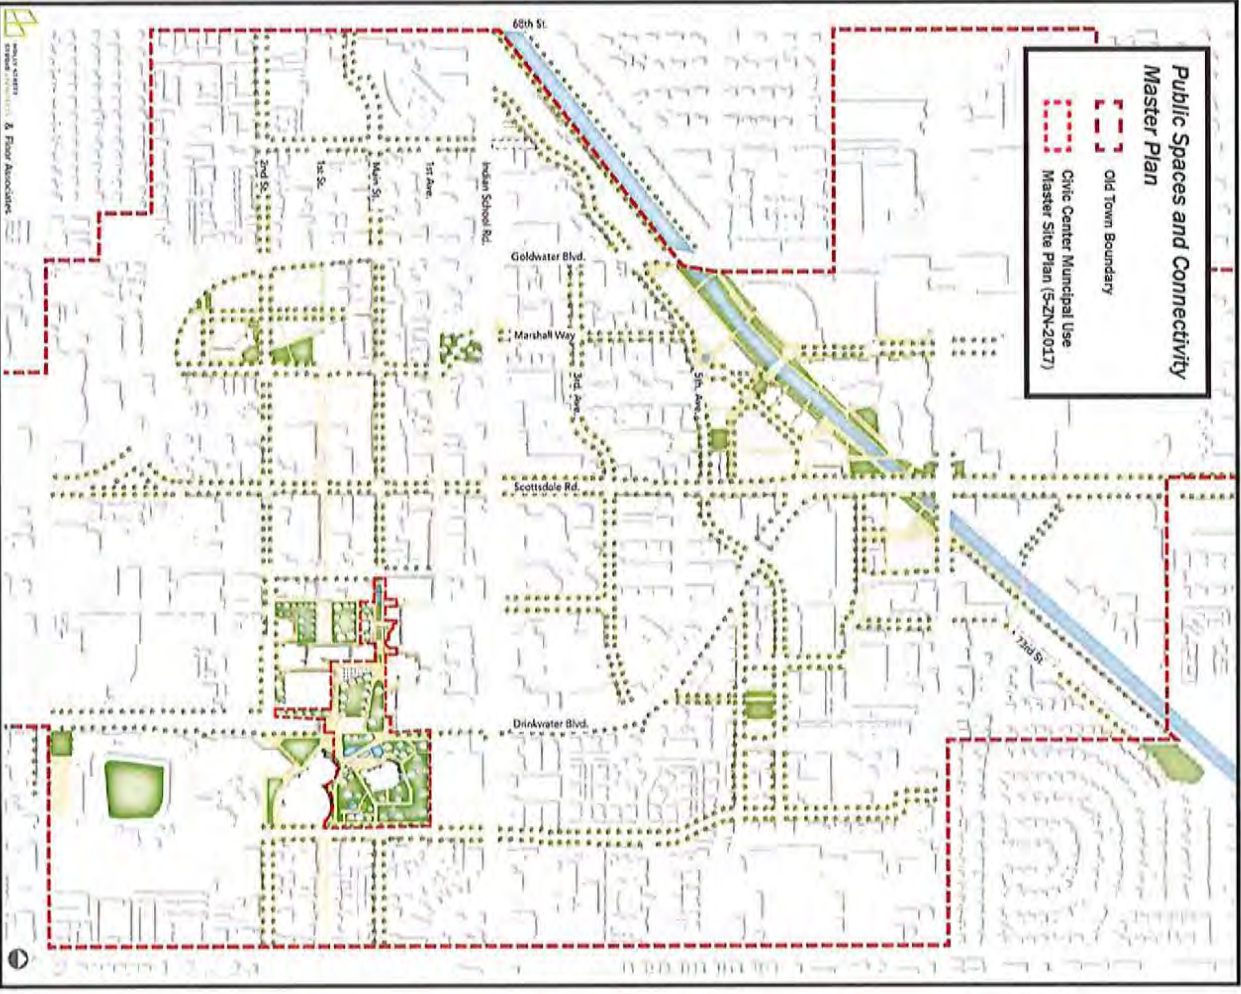 Public Spaces and Connectivity
Master Plan
Old Town Boundary
Civic Center Muncipal Use
Master Site Plan (5-ZN-2017)
68th St.
2nd St.
1st St.
Main St.
1st Ave.
Indian School Rd.
Goldwater Blvd.
Marshall Way
3rd. Ave.
5th. Ave.
Scottsdale Rd.
73rd St.
Drinkwater Blvd.
& Floor Associates